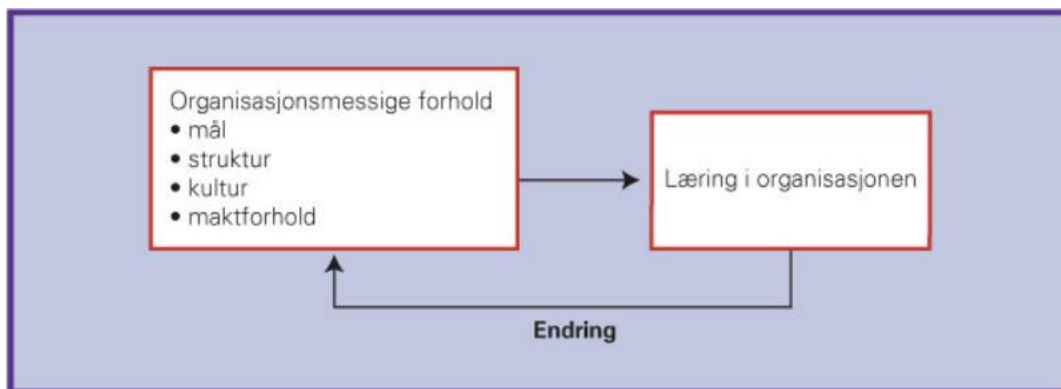 Organisasjonsmessige forhold
• mål
• struktur
• kultur
• maktforhold
Læring i organisasjonen
Endring